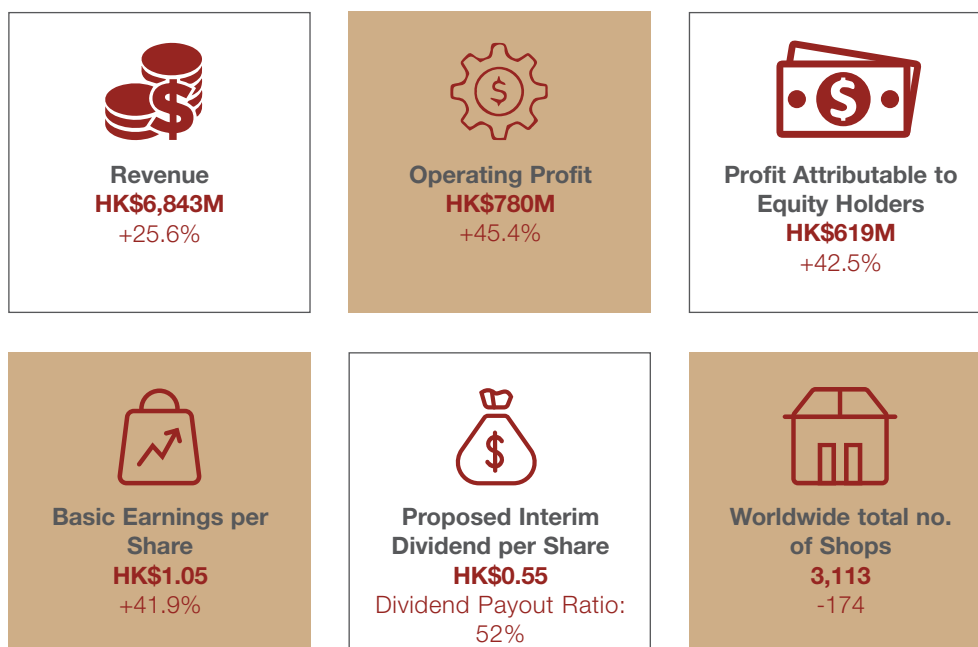 Revenue
HK$6,843M
+25.6%
Operating Profit
HK$780M
+45.4%
Profit Attributable to
Equity Holders
HK$619M
+42.5%
Basic Earnings per
Share
HK$1.05
+41.9%
Proposed Interim
Dividend per Share
HK$0.55
Dividend Payout Ratio:
52%
Worldwide total no.
of Shops
3,113
-174